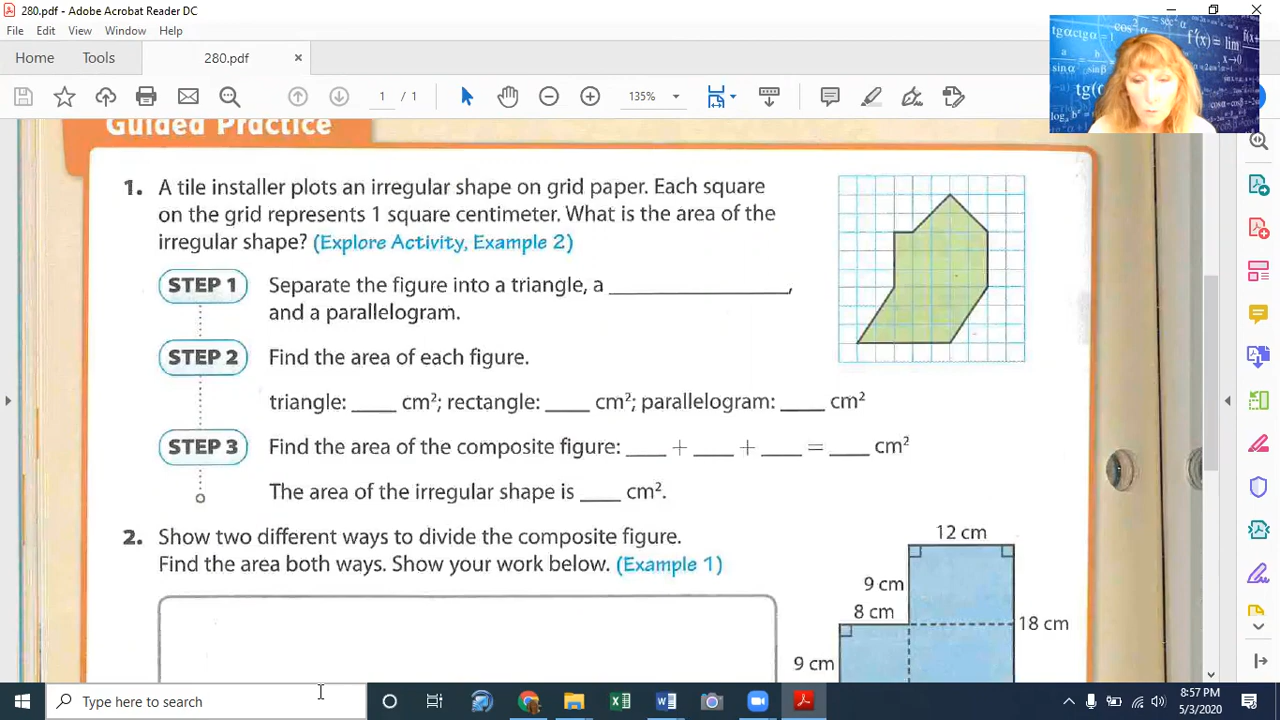 280.pdf - Adobe Acrobat Reader DC
File Edit View Window Help
Home Tools 280.pdf ×
1 / 1 135%
Guided Practice
1. A tile installer plots an irregular shape on grid paper. Each square
on the grid represents 1 square centimeter. What is the area of the
irregular shape? (Explore Activity, Example 2)
STEP 1 Separate the figure into a triangle, a ________________,
and a parallelogram.
STEP 2 Find the area of each figure.
triangle: ____ cm²; rectangle: ____ cm²; parallelogram: ____ cm²
STEP 3 Find the area of the composite figure: ____ + ____ + ____ = ____ cm²
The area of the irregular shape is ____ cm².
2. Show two different ways to divide the composite figure.
Find the area both ways. Show your work below. (Example 1)
12 cm
9 cm
8 cm
18 cm
9 cm
Type here to search
8:57 PM
5/3/2020